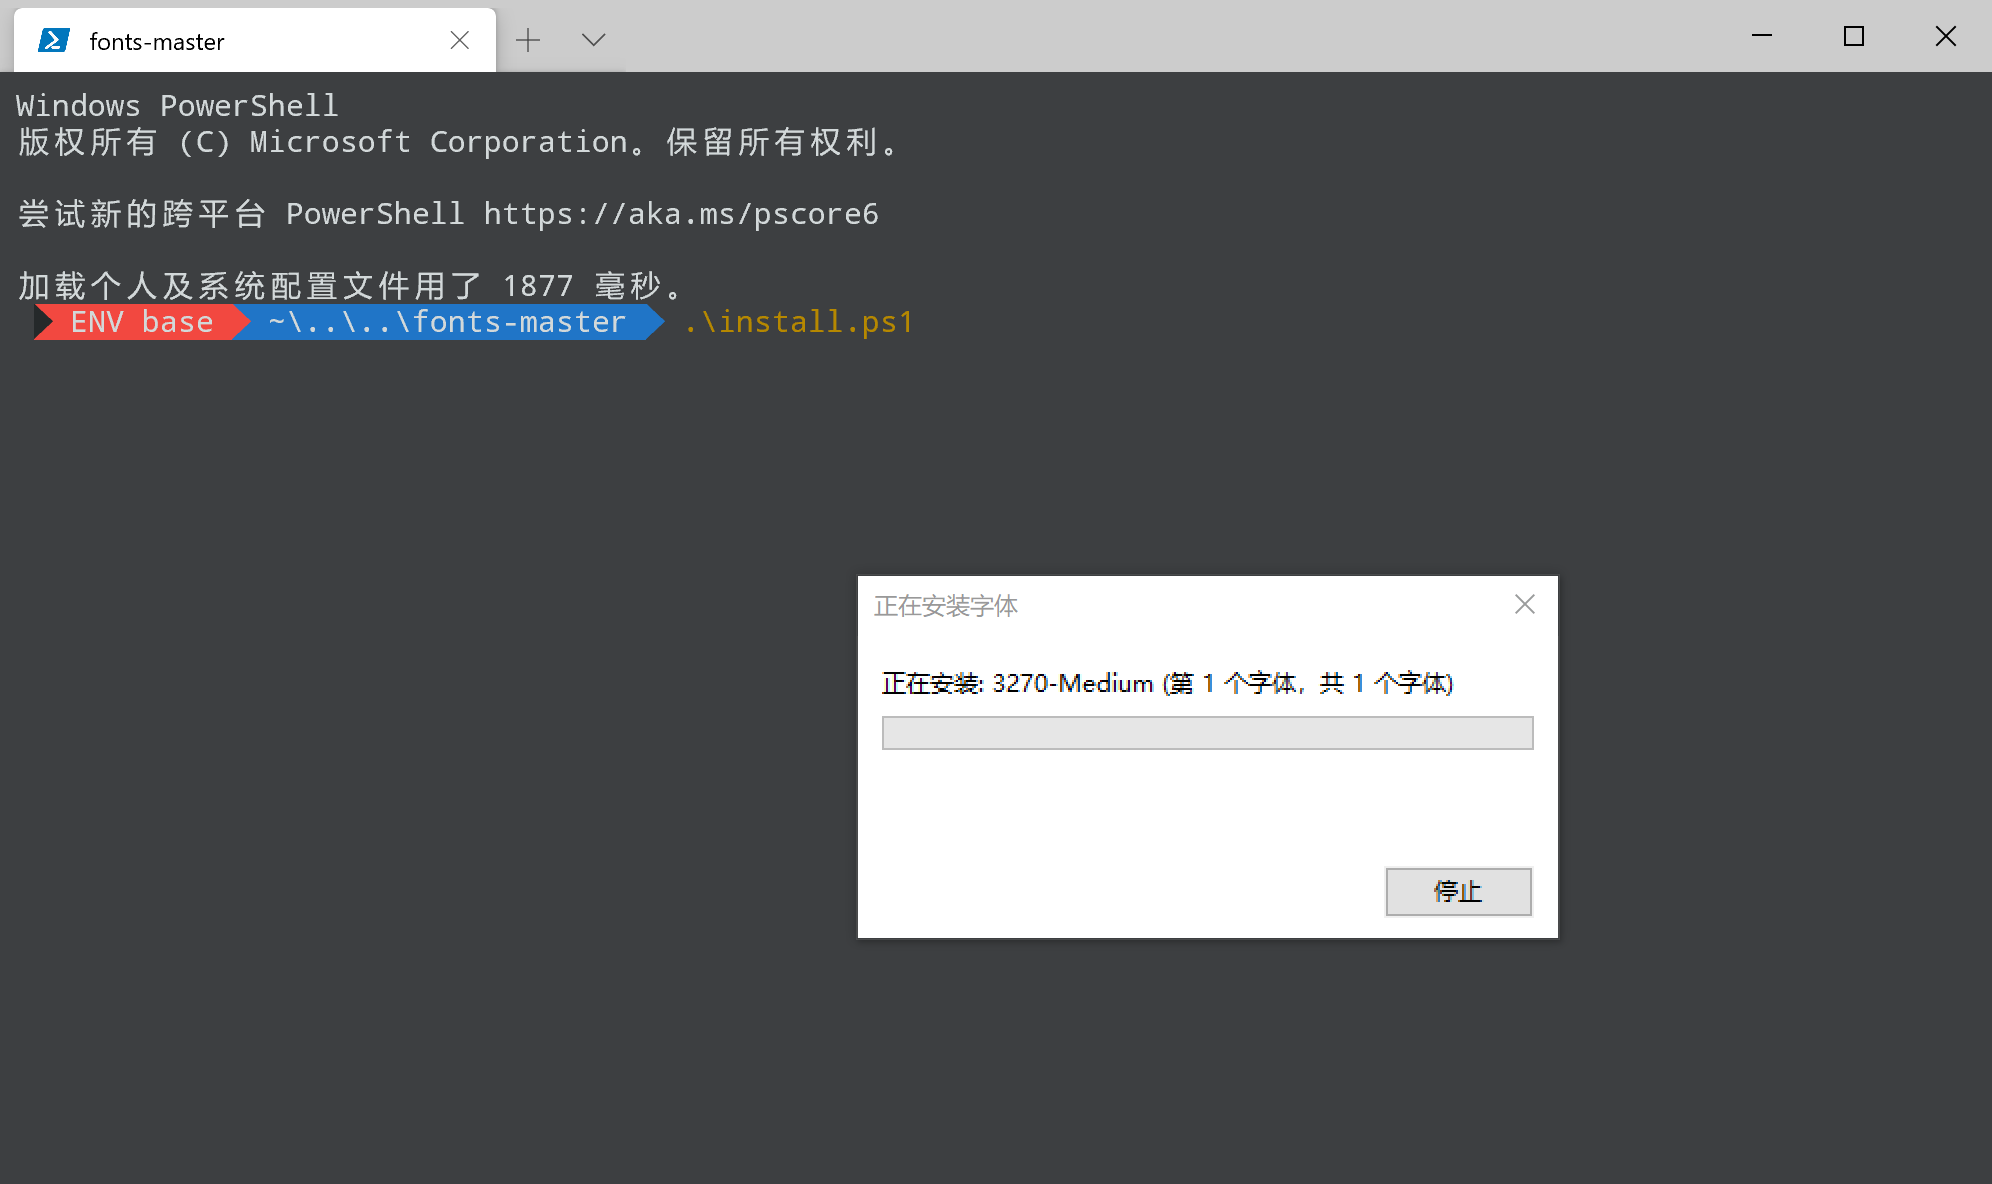 fonts-master
Windows PowerShell
版权所有 (C) Microsoft Corporation。保留所有权利。
尝试新的跨平台 PowerShell https://aka.ms/pscore6
加载个人及系统配置文件用了 1877 毫秒。
ENV base ~\..\..\fonts-master .\install.ps1
正在安装字体
正在安装: 3270-Medium (第 1 个字体，共 1 个字体)
停止